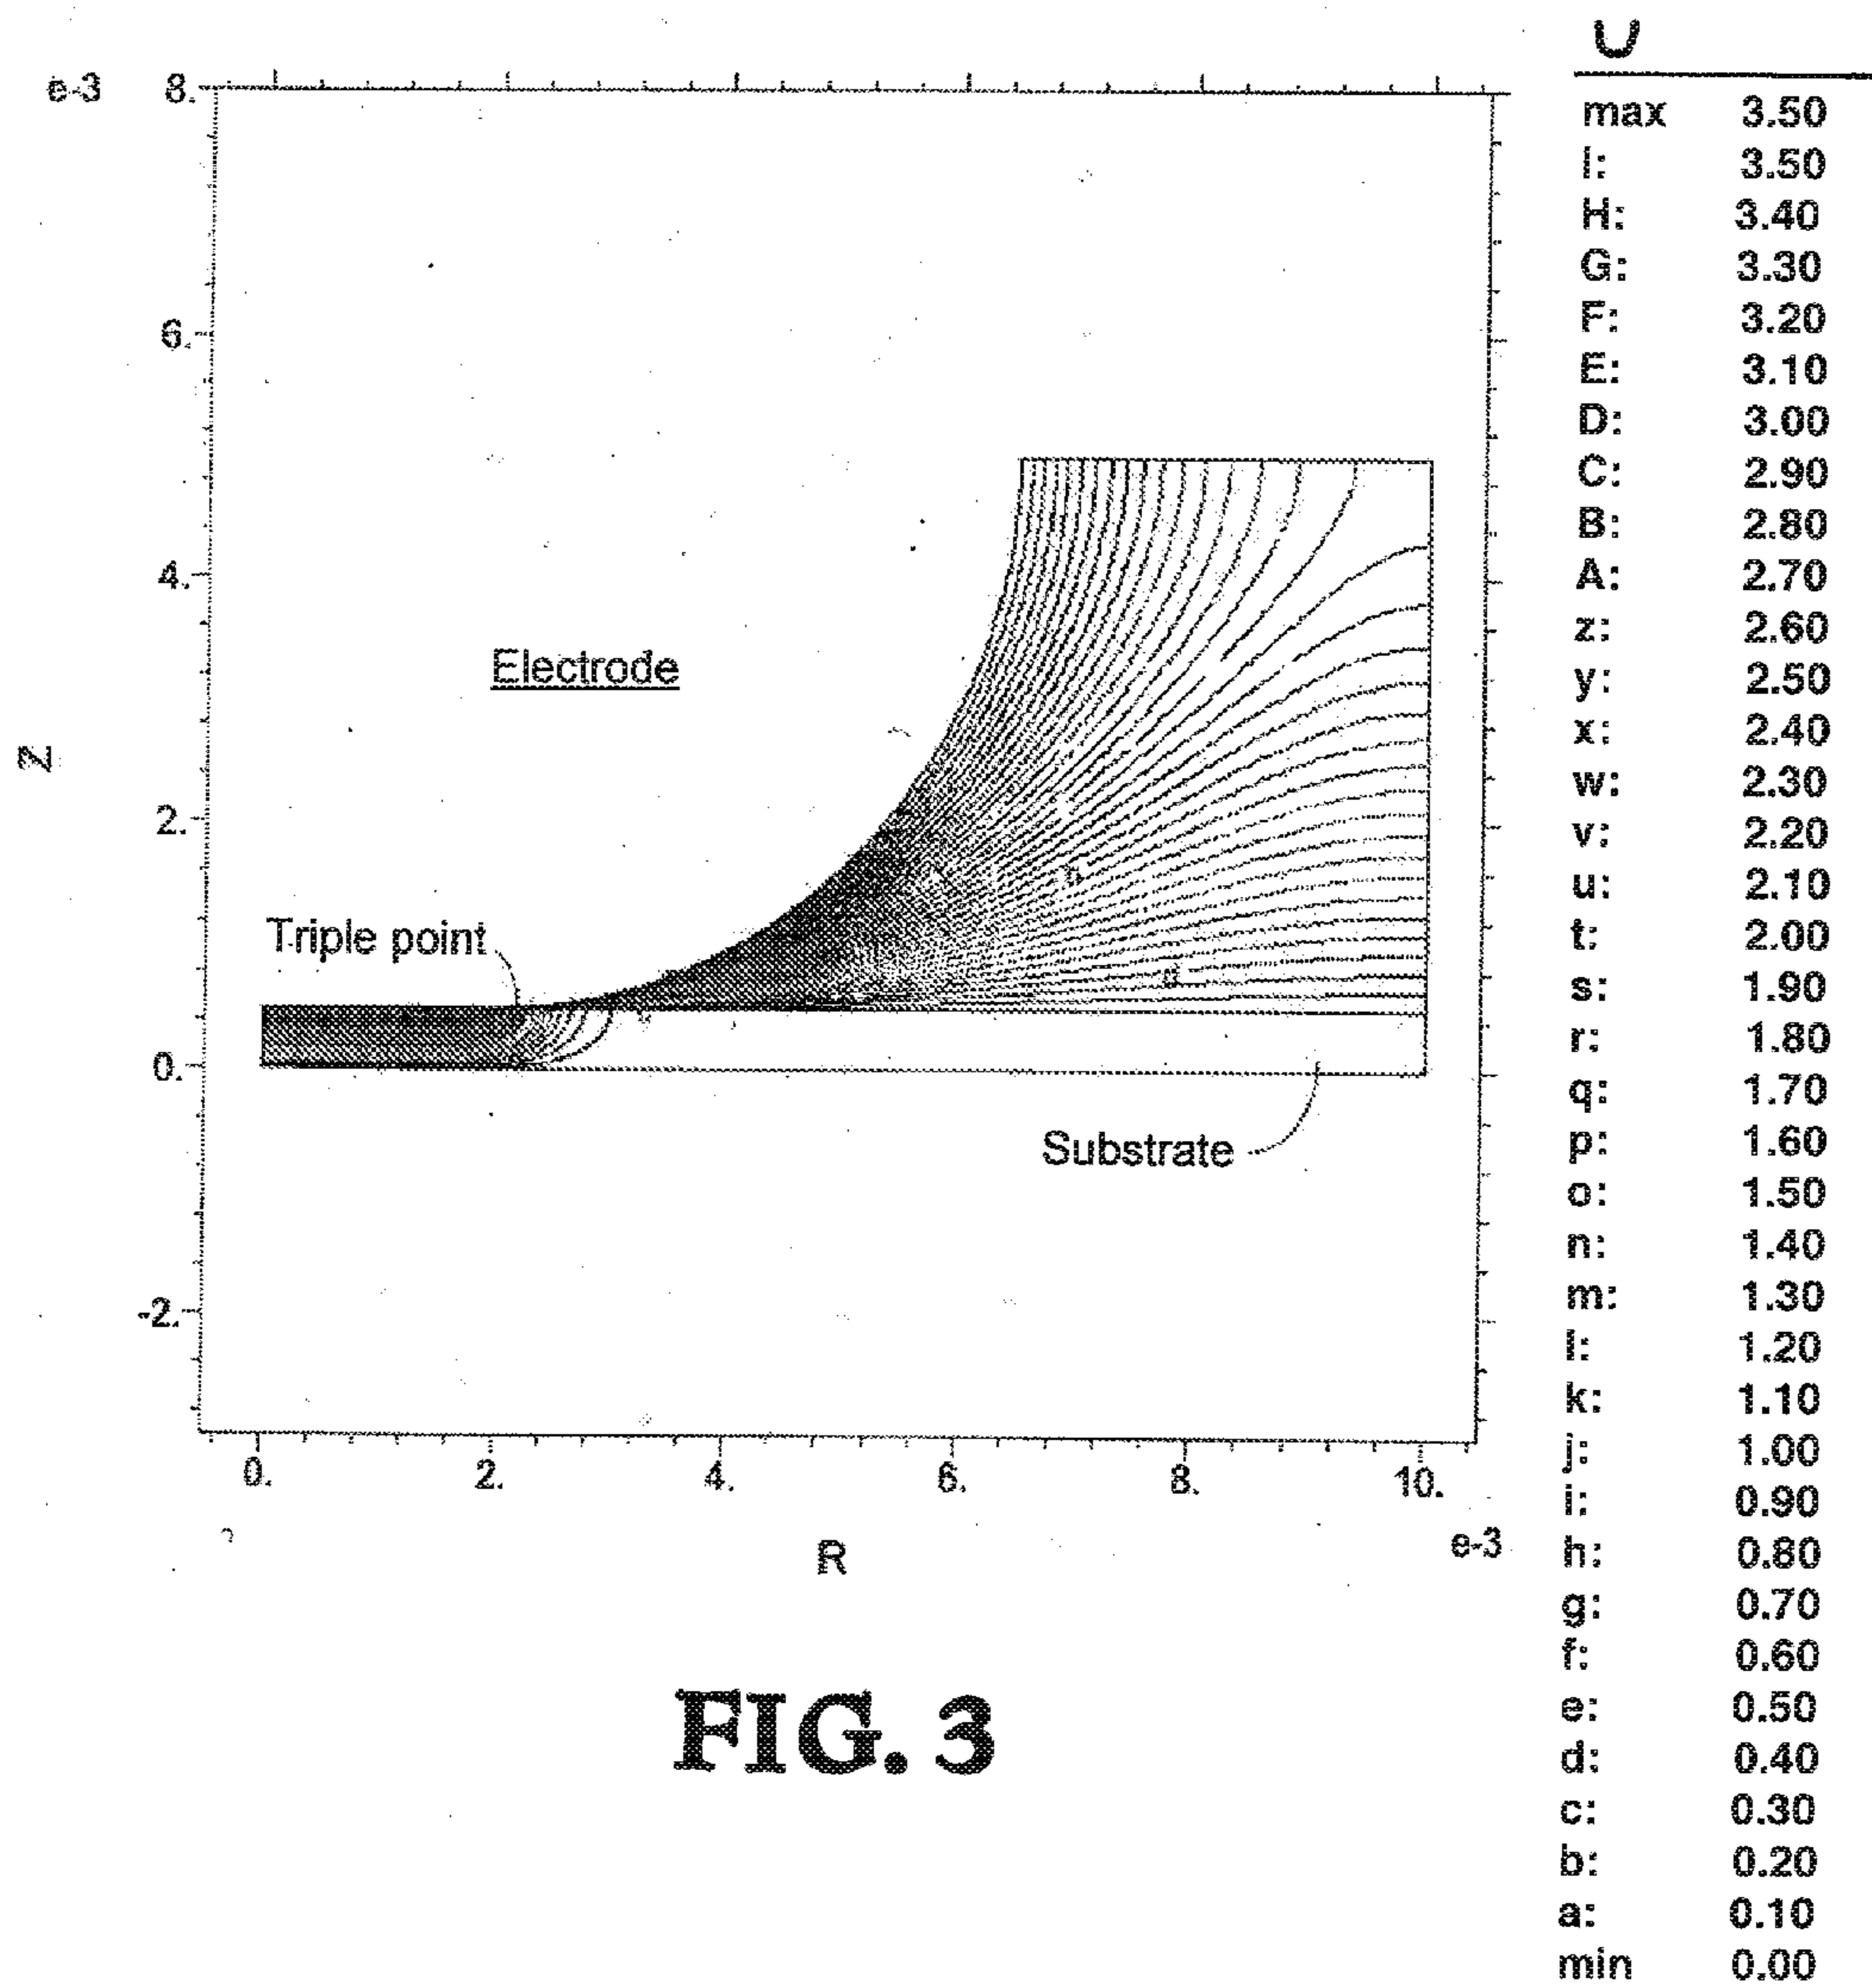 U
e-3
8.
6.
4.
2.
0.
-2.
Z
Electrode
Triple point
Substrate
0. 2. 4. 6. 8. 10.
R
e-3
max 3.50
I: 3.50
H: 3.40
G: 3.30
F: 3.20
E: 3.10
D: 3.00
C: 2.90
B: 2.80
A: 2.70
z: 2.60
y: 2.50
x: 2.40
w: 2.30
v: 2.20
u: 2.10
t: 2.00
s: 1.90
r: 1.80
q: 1.70
p: 1.60
o: 1.50
n: 1.40
m: 1.30
l: 1.20
k: 1.10
j: 1.00
i: 0.90
h: 0.80
g: 0.70
f: 0.60
e: 0.50
d: 0.40
c: 0.30
b: 0.20
a: 0.10
min 0.00
FIG. 3